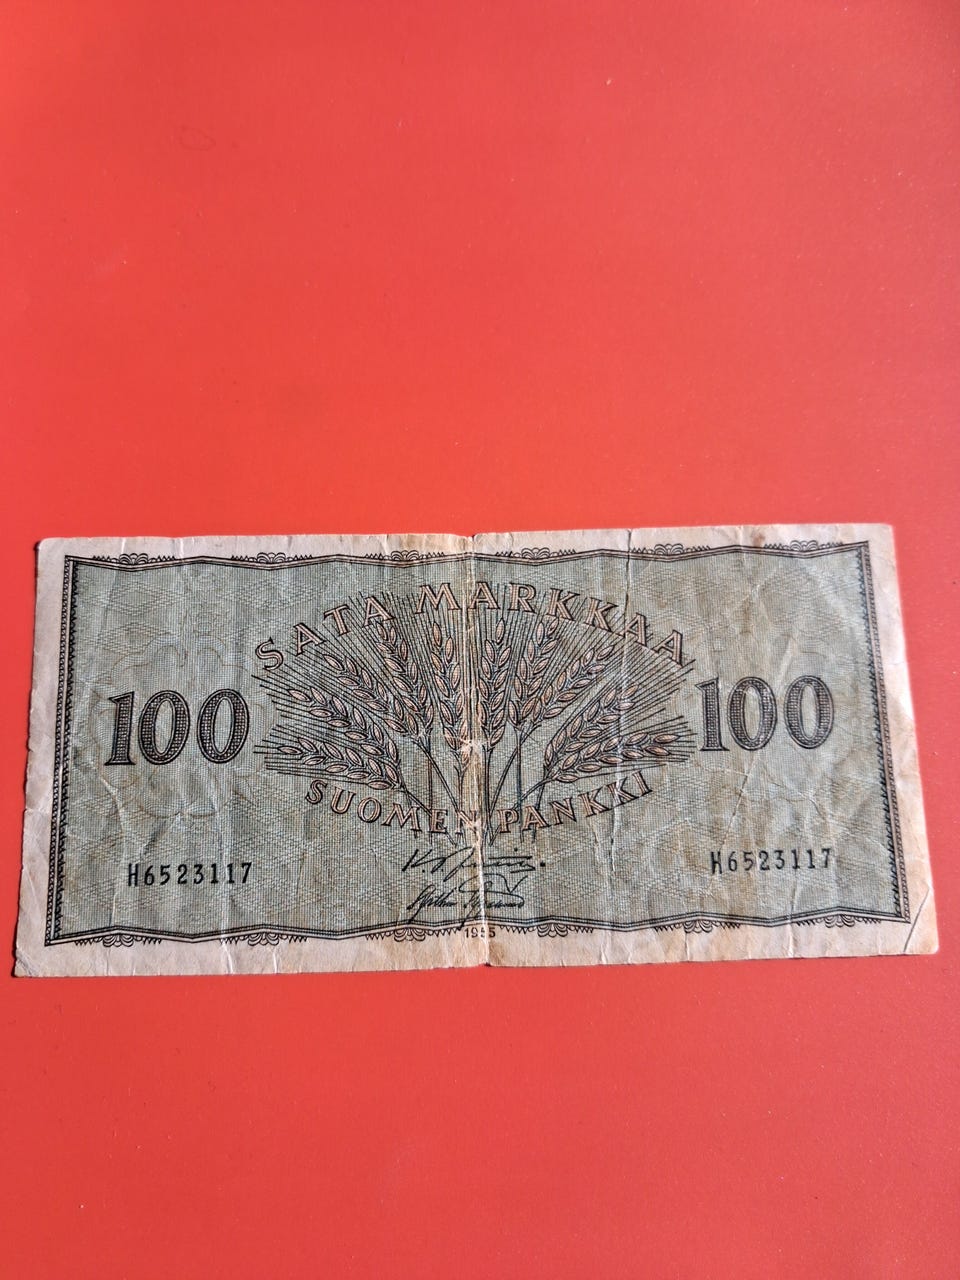 SATA MARKKAA
100 100
SUOMEN PANKKI
H6523117 H6523117
1955